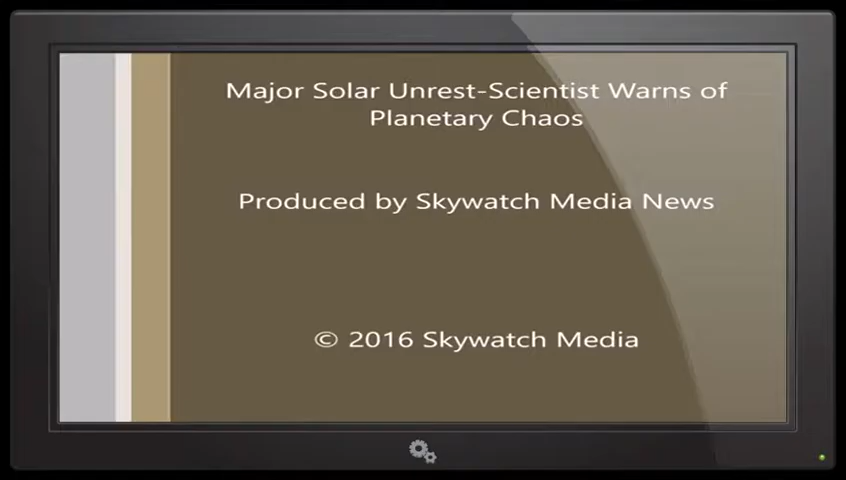 Major Solar Unrest-Scientist Warns of
Planetary Chaos
Produced by Skywatch Media News
© 2016 Skywatch Media